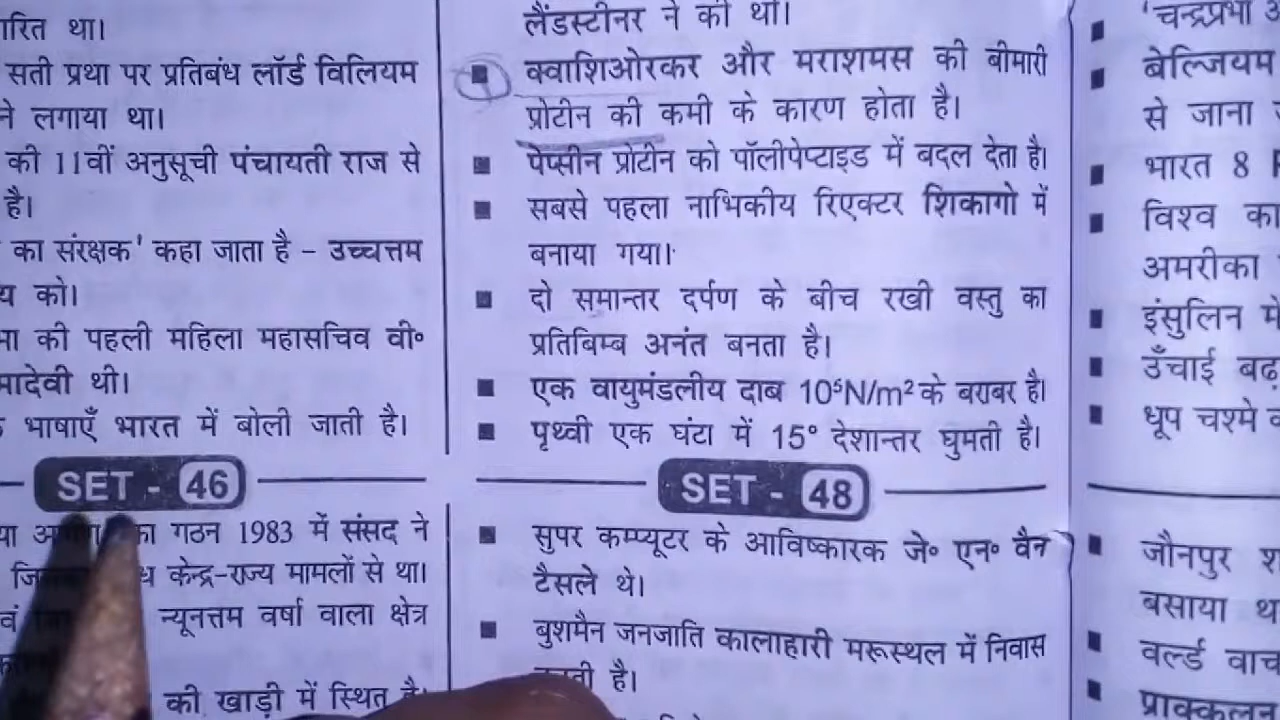 गरित था।
सती प्रथा पर प्रतिबंध लॉर्ड विलियम
ने लगाया था।
की 11वीं अनुसूची पंचायती राज से
है।
का संरक्षक' कहा जाता है - उच्चत्तम
य को।
मा की पहली महिला महासचिव वी॰
मादेवी थी।
भाषाएँ भारत में बोली जाती है।
SET - 46
का गठन 1983 में संसद ने
केन्द्र-राज्य मामलों से था।
न्यूनत्तम वर्षा वाला क्षेत्र
की खाड़ी में स्थित है।
लैंडस्टीनर ने की थी।
क्वाशिओरकर और मराशमस की बीमारी
प्रोटीन की कमी के कारण होता है।
पेप्सीन प्रोटीन को पॉलीपेप्टाइड में बदल देता है।
सबसे पहला नाभिकीय रिएक्टर शिकागो में
बनाया गया।
दो समान्तर दर्पण के बीच रखी वस्तु का
प्रतिबिम्ब अनंत बनता है।
एक वायुमंडलीय दाब 10⁵N/m² के बराबर है।
पृथ्वी एक घंटा में 15° देशान्तर घुमती है।
SET - 48
सुपर कम्प्यूटर के आविष्कारक जे॰ एन॰ वैन
टैसले थे।
बुशमैन जनजाति कालाहारी मरूस्थल में निवास
है।
'चन्द्रप्रभा
बेल्जियम
से जाना
भारत 8
विश्व का
अमरीका
इंसुलिन में
उँचाई बढ़
धूप चश्मे
जौनपुर
बसाया था
वर्ल्ड वाच
प्राक्कलन